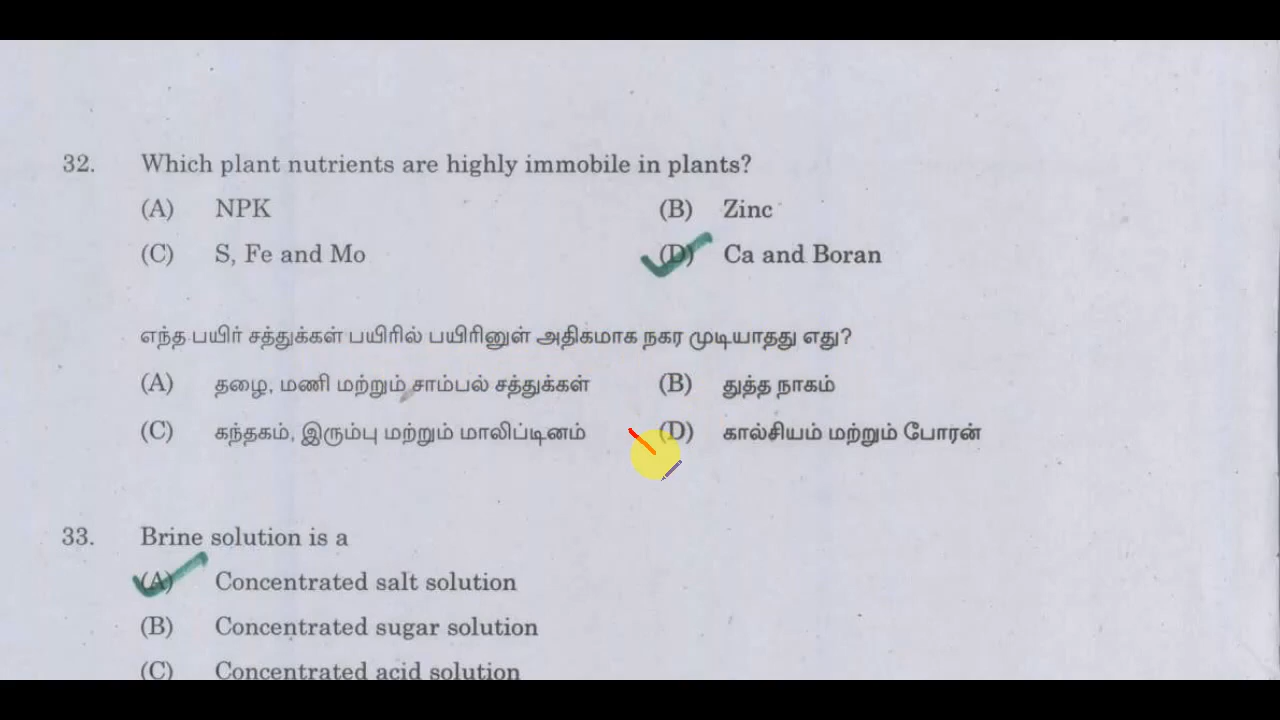 32. Which plant nutrients are highly immobile in plants?
(A) NPK (B) Zinc
(C) S, Fe and Mo (D) Ca and Boran
எந்த பயிர் சத்துக்கள் பயிரில் பயிரினுள் அதிகமாக நகர முடியாதது எது?
(A) தழை, மணி மற்றும் சாம்பல் சத்துக்கள் (B) துத்த நாகம்
(C) கந்தகம், இரும்பு மற்றும் மாலிப்டினம் (D) கால்சியம் மற்றும் போரன்
33. Brine solution is a
(A) Concentrated salt solution
(B) Concentrated sugar solution
(C) Concentrated acid solution